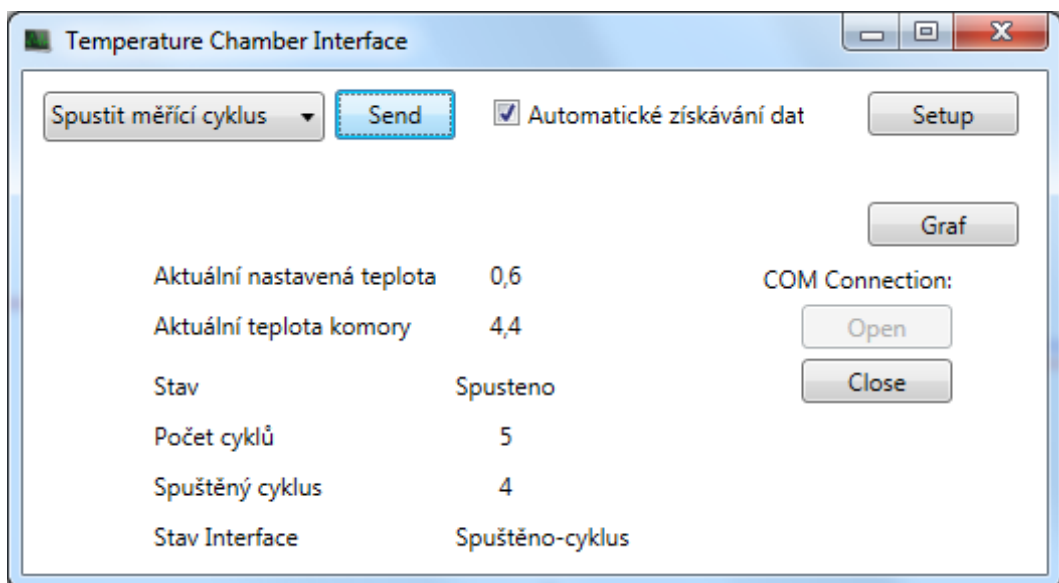 Temperature Chamber Interface
Spustit měřící cyklus Send Automatické získávání dat Setup
Graf
Aktuální nastavená teplota 0,6 COM Connection:
Aktuální teplota komory 4,4 Open
Stav Spusteno Close
Počet cyklů 5
Spuštěný cyklus 4
Stav Interface Spuštěno-cyklus